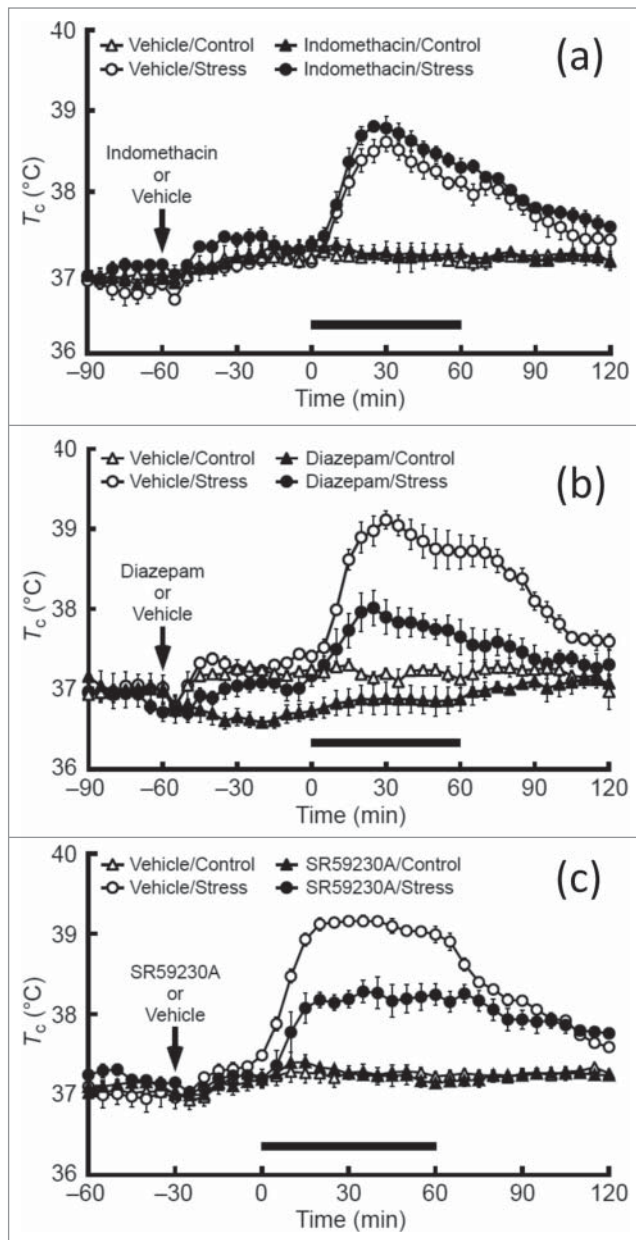 (a)
Vehicle/Control Indomethacin/Control
Vehicle/Stress Indomethacin/Stress
Indomethacin
or
Vehicle
Tc (°C)
40
39
38
37
36
–90 –60 –30 0 30 60 90 120
Time (min)
(b)
Vehicle/Control Diazepam/Control
Vehicle/Stress Diazepam/Stress
Diazepam
or
Vehicle
Tc (°C)
40
39
38
37
36
–90 –60 –30 0 30 60 90 120
Time (min)
(c)
Vehicle/Control SR59230A/Control
Vehicle/Stress SR59230A/Stress
SR59230A
or
Vehicle
Tc (°C)
40
39
38
37
36
–60 –30 0 30 60 90 120
Time (min)